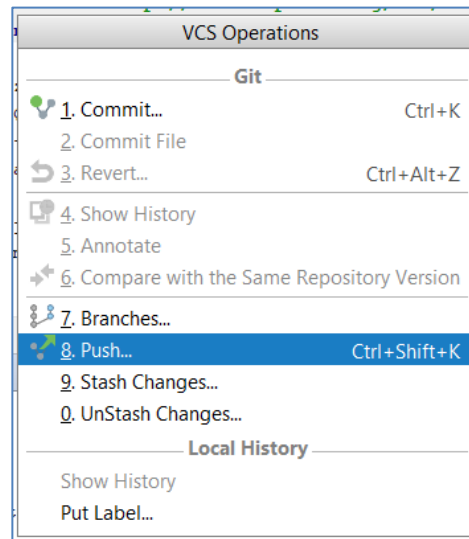 VCS Operations
Git
1. Commit... Ctrl+K
2. Commit File
3. Revert... Ctrl+Alt+Z
4. Show History
5. Annotate
6. Compare with the Same Repository Version
7. Branches...
8. Push... Ctrl+Shift+K
9. Stash Changes...
0. UnStash Changes...
Local History
Show History
Put Label...